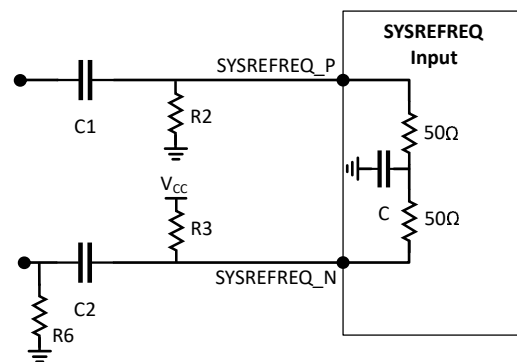 SYSREFREQ
Input
SYSREFREQ_P
C1
R2
50Ω
VCC
R3
C
50Ω
C2
SYSREFREQ_N
R6